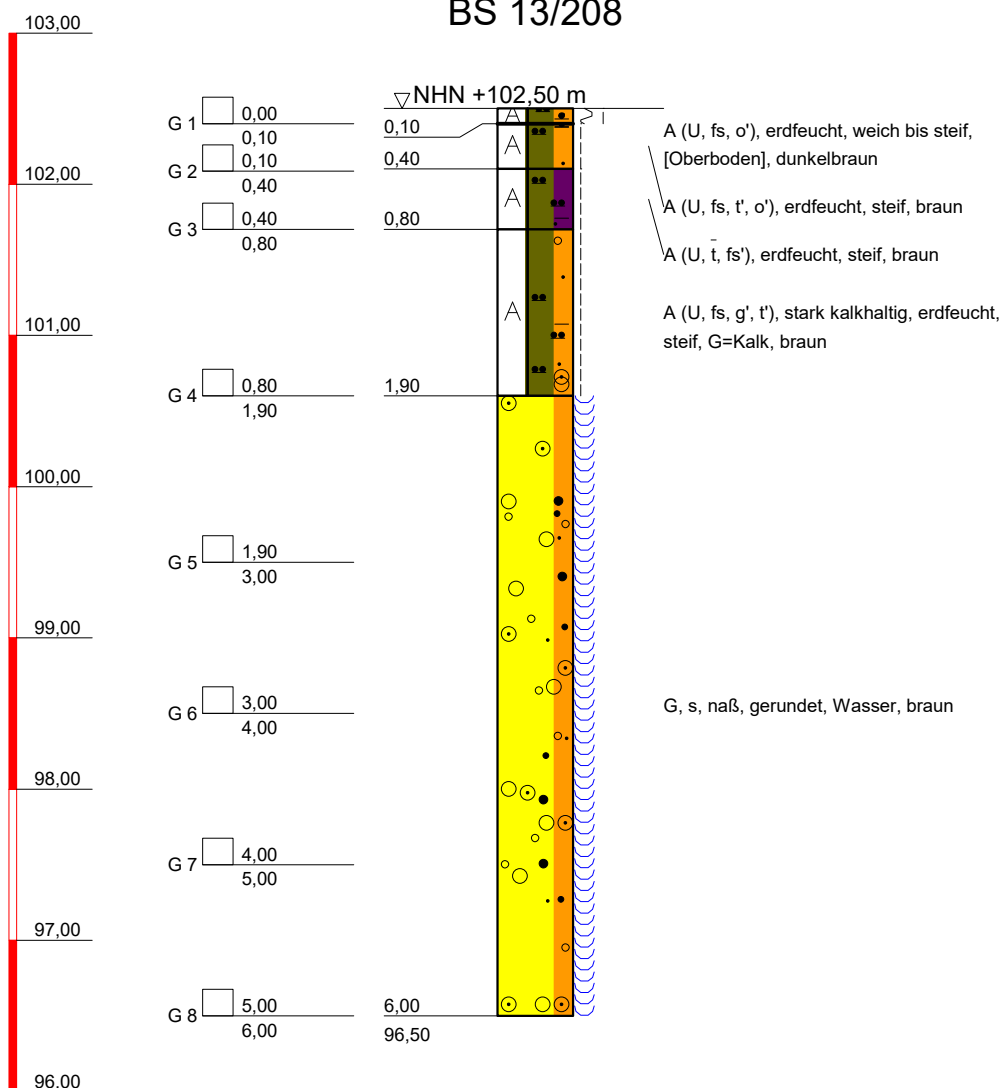 BS 13/208
103,00
NHN +102,50 m
G 1
0,00
0,10
0,10
A
A (U, fs, o'), erdfeucht, weich bis steif,
[Oberboden], dunkelbraun
G 2
0,10
0,40
0,40
A
102,00
A (U, fs, t', o'), erdfeucht, steif, braun
G 3
0,40
0,80
0,80
A
A (U, t̄, fs'), erdfeucht, steif, braun
101,00
A
A (U, fs, g', t'), stark kalkhaltig, erdfeucht,
steif, G=Kalk, braun
G 4
0,80
1,90
1,90
100,00
G 5
1,90
3,00
99,00
G 6
3,00
4,00
G, s, naß, gerundet, Wasser, braun
98,00
G 7
4,00
5,00
97,00
G 8
5,00
6,00
6,00
96,50
96,00